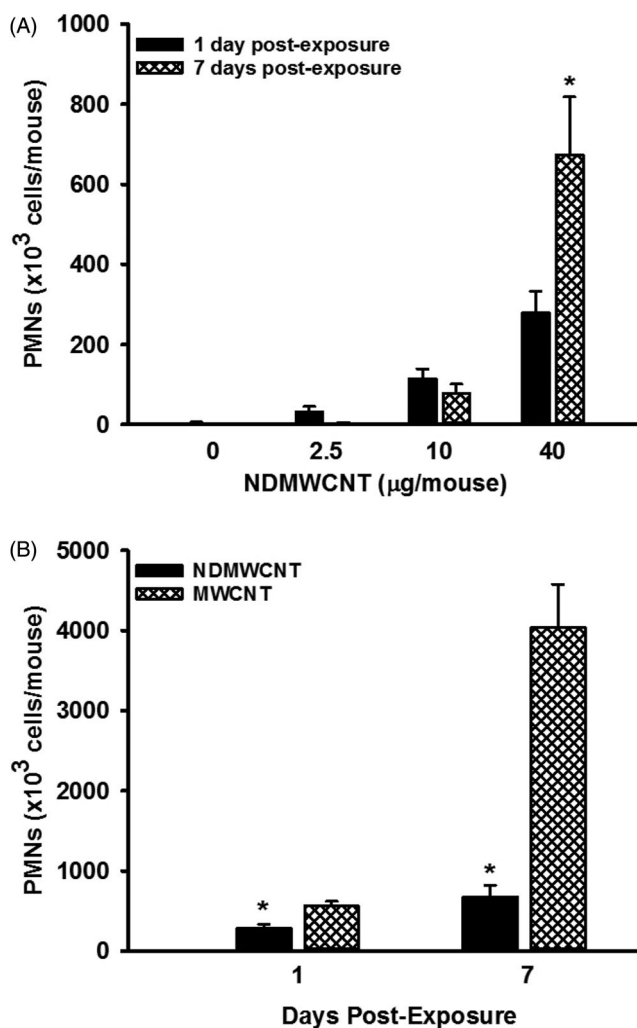 (A)
1000
800
600
400
200
0
PMNs (x10³ cells/mouse)
1 day post-exposure
7 days post-exposure
*
0 2.5 10 40
NDMWCNT (μg/mouse)
(B)
5000
4000
3000
2000
1000
0
PMNs (x10³ cells/mouse)
NDMWCNT
MWCNT
*
*
1 7
Days Post-Exposure